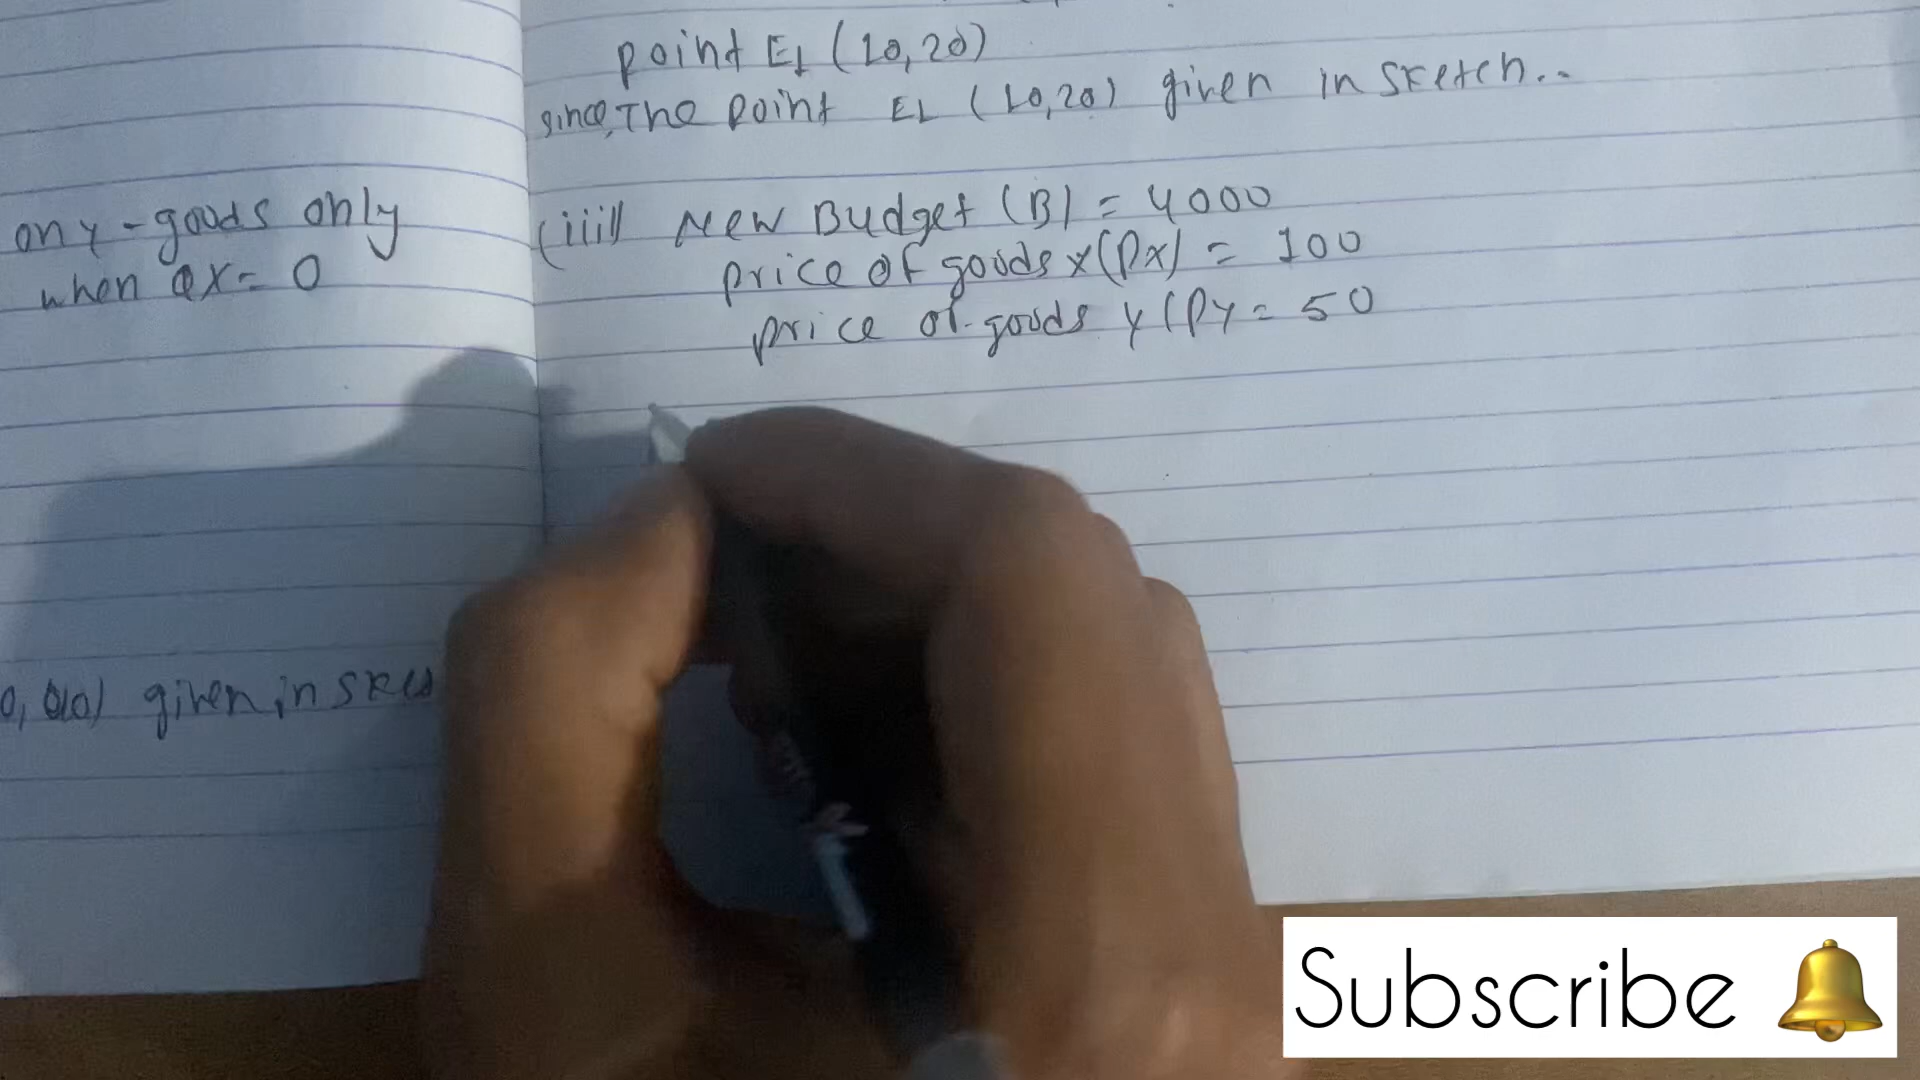 on y-goods only
when Qx= 0
given in
point E1 (10,20)
since, The point E1 (10,20) given in sketch..
(iii) New Budget (B) = 4000
price of goods x (Px) = 100
price of goods y (Py = 50
Subscribe